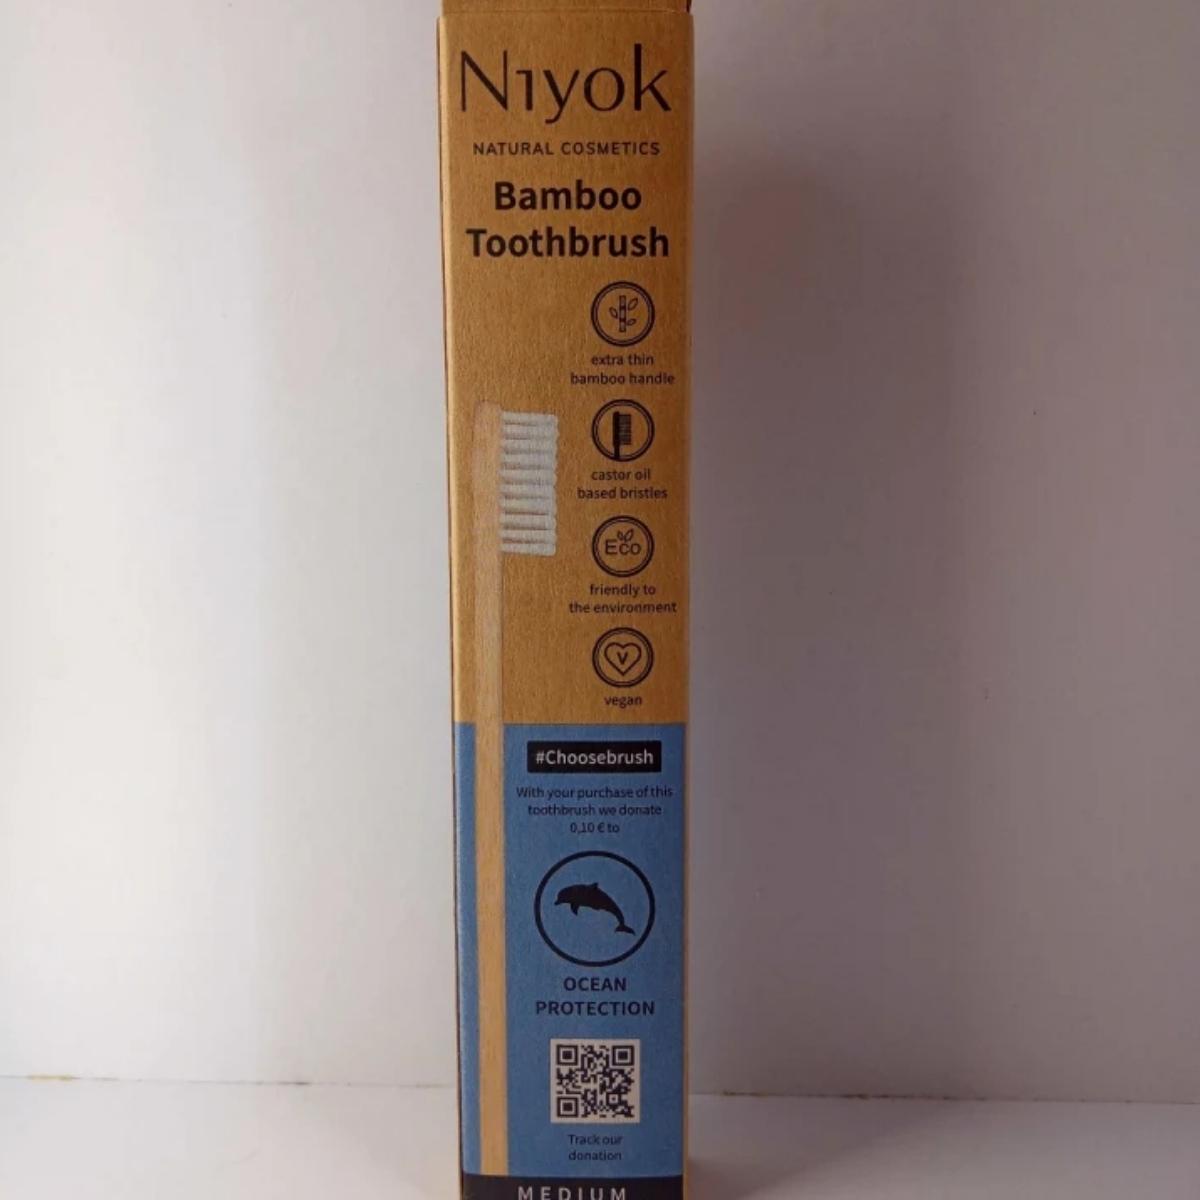 Nıyok
NATURAL COSMETICS
Bamboo
Toothbrush
extra thin
bamboo handle
castor oil
based bristles
Eco
friendly to
the environment
V
vegan
#Choosebrush
With your purchase of this
toothbrush we donate
0,10 € to
OCEAN
PROTECTION
Track our
donation
MEDIUM